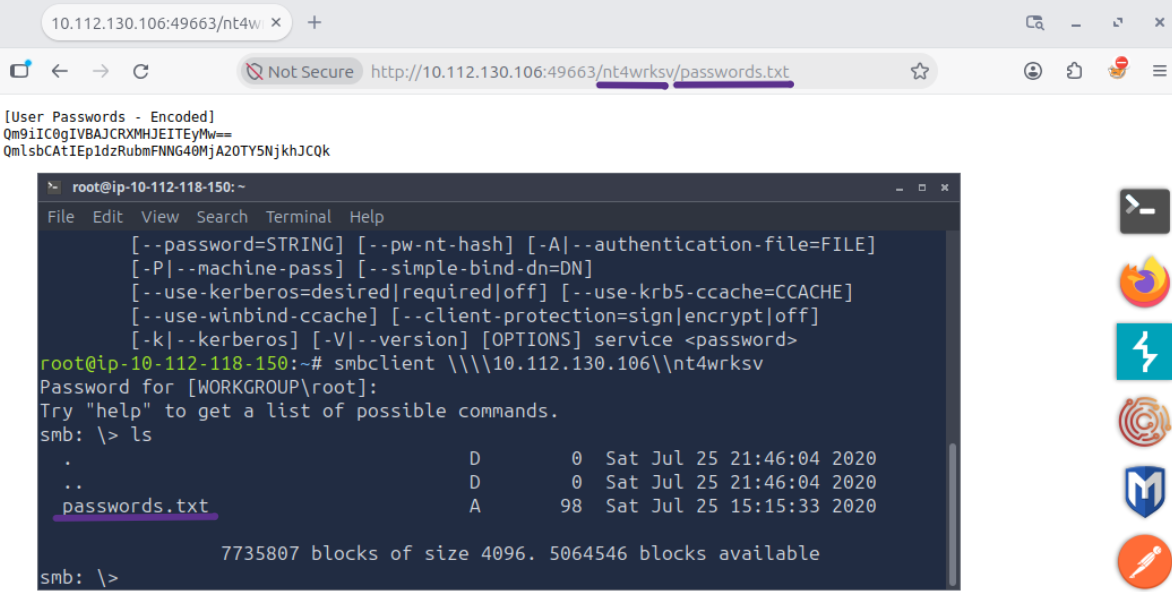 10.112.130.106:49663/nt4w
Not Secure http://10.112.130.106:49663/nt4wrksv/passwords.txt
[User Passwords - Encoded]
Qm9iIC0gIVBAJCRXMHJEITEyMw==
QmlsbCAtIEp1dzRubmFNNG40MjA2OTY5NjkhJCQk
root@ip-10-112-118-150: ~
File Edit View Search Terminal Help
[--password=STRING] [--pw-nt-hash] [-A|--authentication-file=FILE]
[-P|--machine-pass] [--simple-bind-dn=DN]
[--use-kerberos=desired|required|off] [--use-krb5-ccache=CCACHE]
[--use-winbind-ccache] [--client-protection=sign|encrypt|off]
[-k|--kerberos] [-V|--version] [OPTIONS] service <password>
root@ip-10-112-118-150:~# smbclient \\\\10.112.130.106\\nt4wrksv
Password for [WORKGROUP\root]:
Try "help" to get a list of possible commands.
smb: \> ls
. D 0 Sat Jul 25 21:46:04 2020
.. D 0 Sat Jul 25 21:46:04 2020
passwords.txt A 98 Sat Jul 25 15:15:33 2020
7735807 blocks of size 4096. 5064546 blocks available
smb: \>